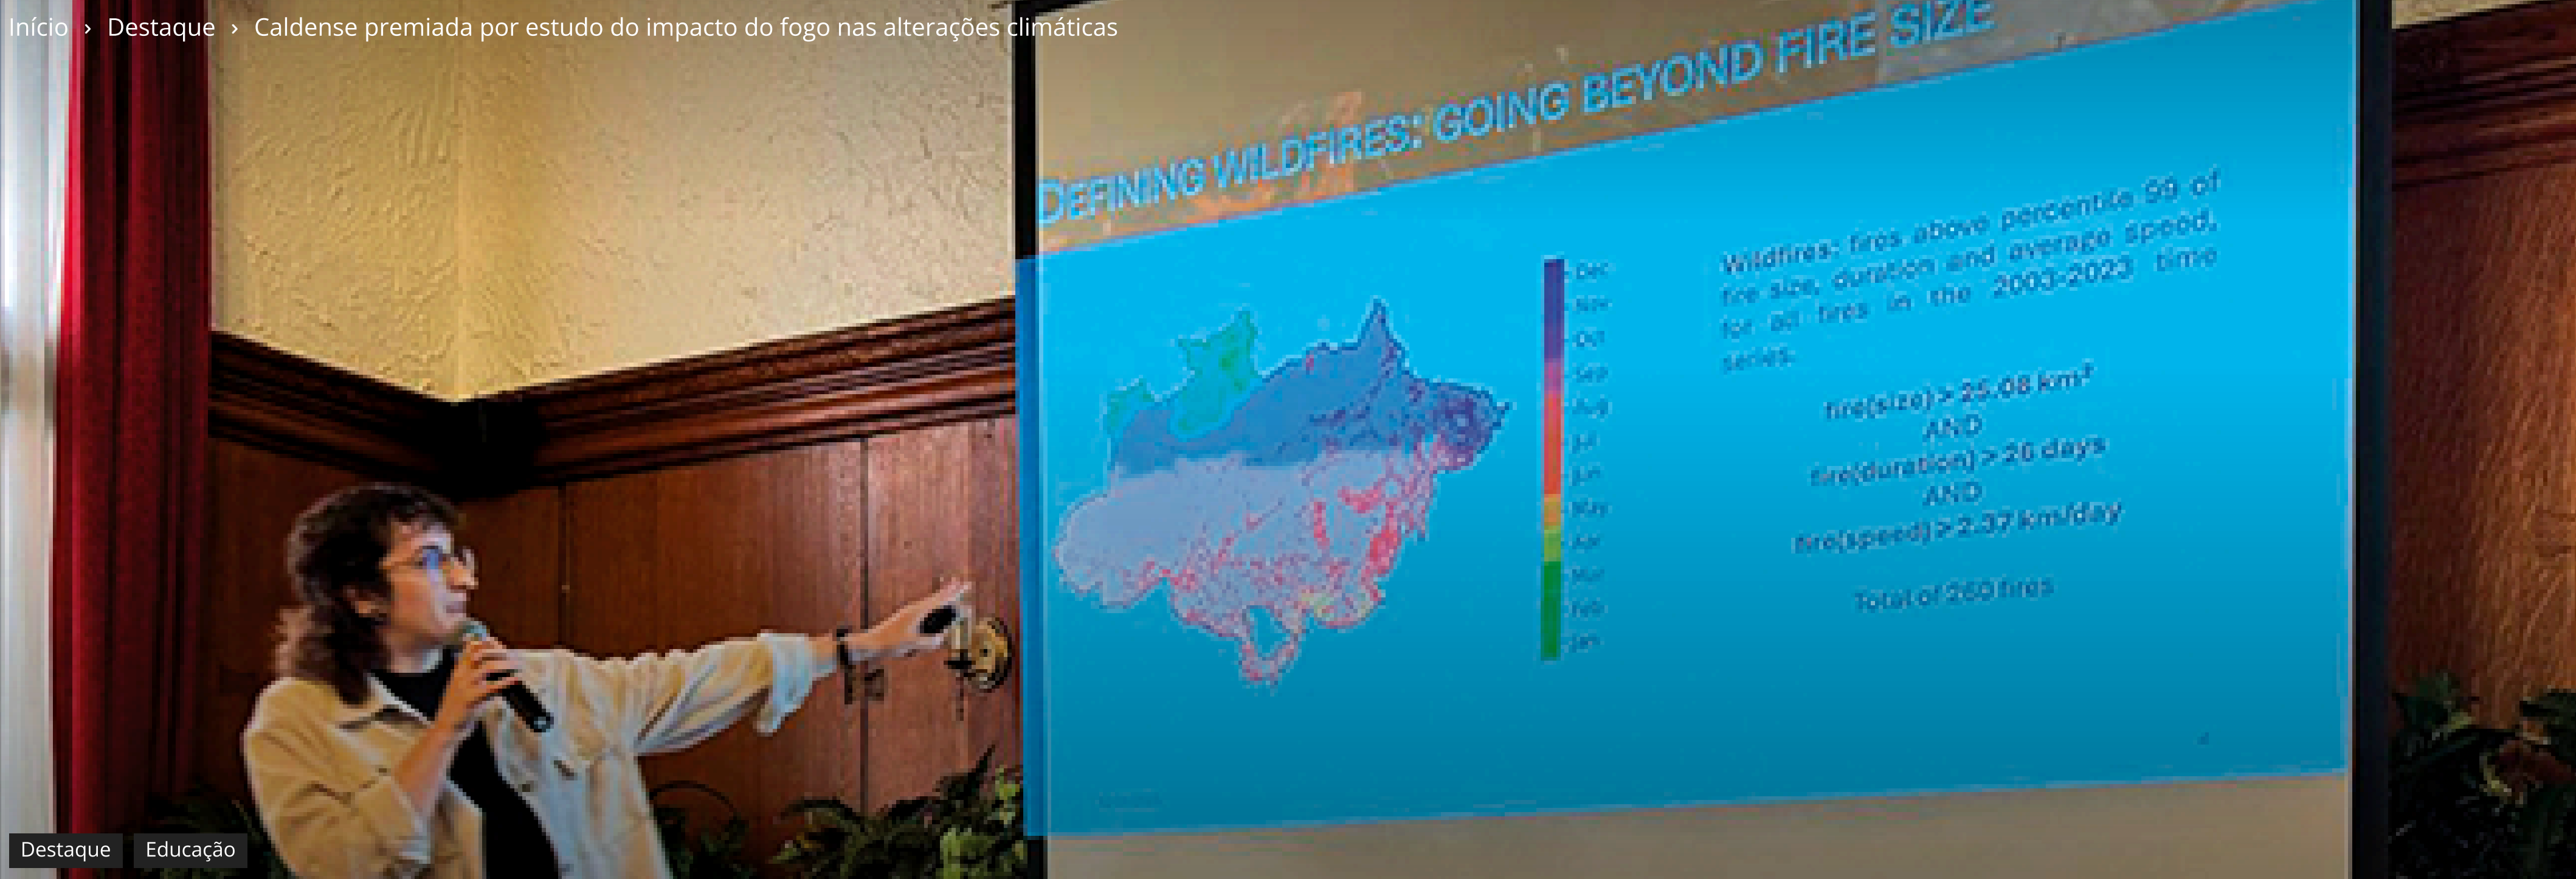 Início › Destaque › Caldense premiada por estudo do impacto do fogo nas alterações climáticas
DEFINING WILDFIRES: GOING BEYOND FIRE SIZE
Wildfires: fires above percentile 99 of
fire size, duration and average speed,
for all fires in the 2003-2023 time
series.
fire(size) > 25.08 km²
AND
fire(duration) > 20 days
AND
fire(speed) > 2.37 km/day
Total of 260 fires
Dec
Nov
Oct
Sep
Aug
Jul
Jun
May
Apr
Mar
Feb
Jan
4
Destaque
Educação